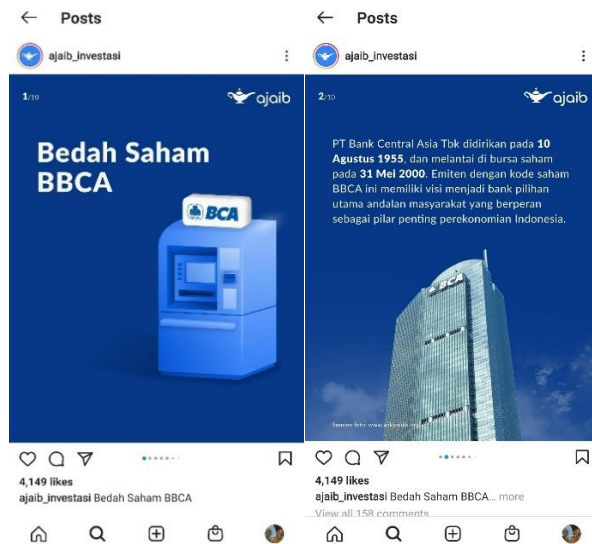 Posts
ajaib_investasi
1/10
ajaib
Bedah Saham
BBCA
BCA
4,149 likes
ajaib_investasi Bedah Saham BBCA
Posts
ajaib_investasi
2/10
ajaib
PT Bank Central Asia Tbk didirikan pada 10
Agustus 1955, dan melantai di bursa saham
pada 31 Mei 2000. Emiten dengan kode saham
BBCA ini memiliki visi menjadi bank pilihan
utama andalan masyarakat yang berperan
sebagai pilar penting perekonomian Indonesia.
BCA
4,149 likes
ajaib_investasi Bedah Saham BBCA... more
View all 158 comments